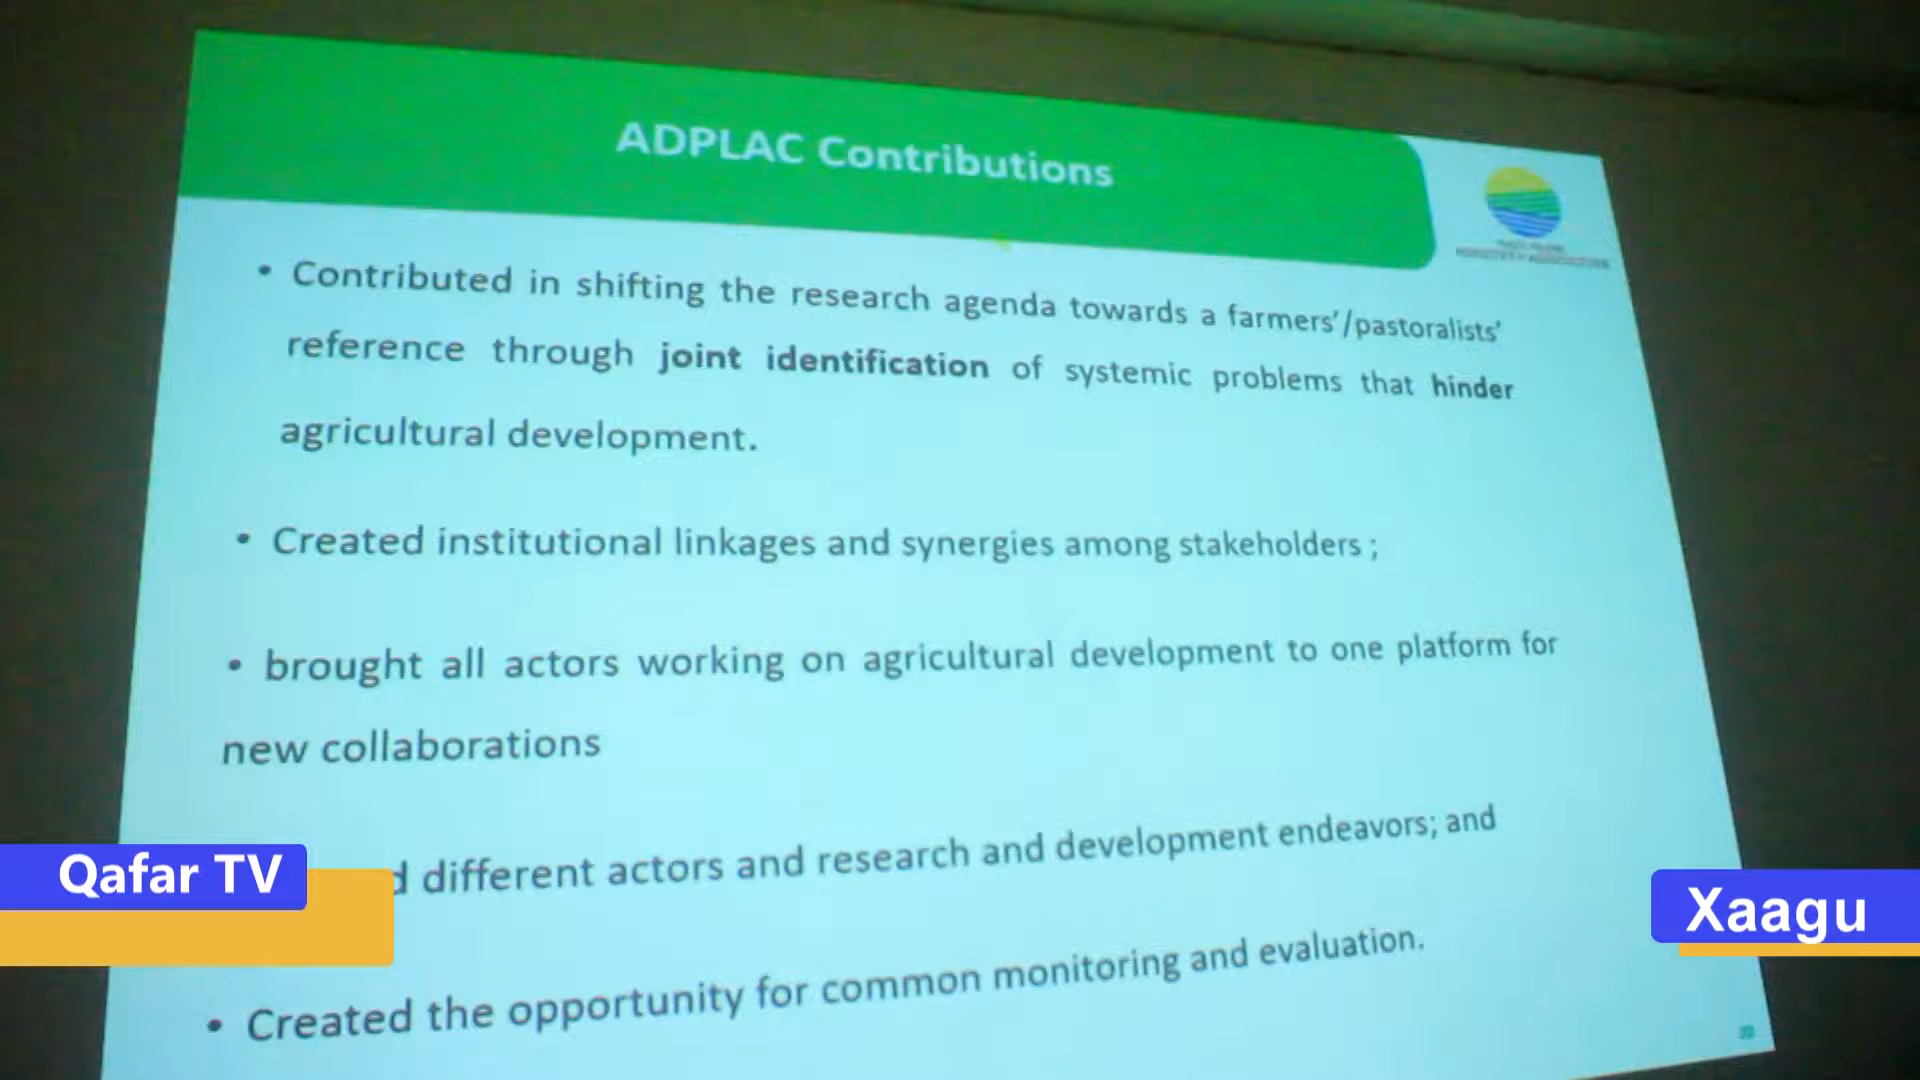 ADPLAC Contributions
• Contributed in shifting the research agenda towards a farmers’/pastoralists’
reference through joint identification of systemic problems that hinder
agricultural development.
• Created institutional linkages and synergies among stakeholders ;
• brought all actors working on agricultural development to one platform for
new collaborations
different actors and research and development endeavors; and
• Created the opportunity for common monitoring and evaluation.
Qafar TV
Xaagu